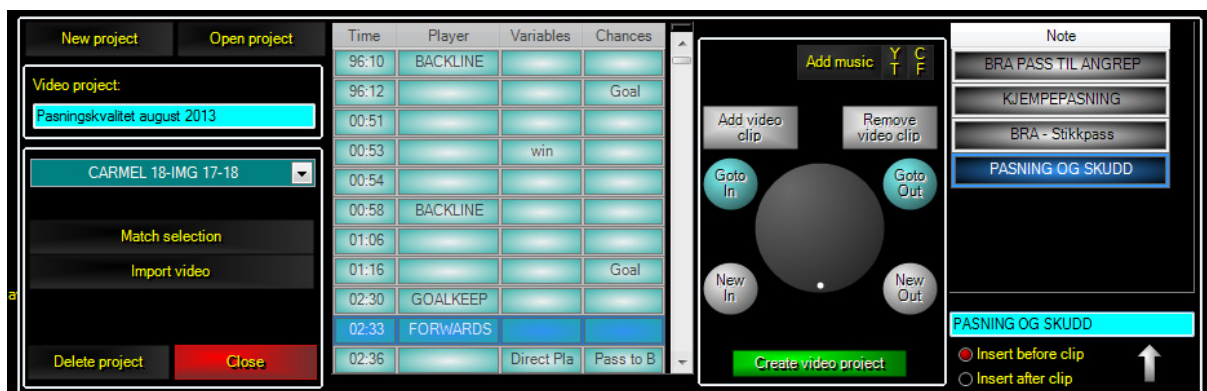 New project
Open project
Video project:
Pasningskvalitet august 2013
CARMEL 18-IMG 17-18
Match selection
Import video
Delete project
Close
Time Player Variables Chances
96:10 BACKLINE
96:12 Goal
00:51
00:53 win
00:54
00:58 BACKLINE
01:06
01:16 Goal
02:30 GOALKEEP
02:33 FORWARDS
02:36 Direct Pla Pass to B
Add music
Y T
C F
Add video
clip
Remove
video clip
Goto
In
Goto
Out
New
In
New
Out
Create video project
Note
BRA PASS TIL ANGREP
KJEMPEPASNING
BRA - Stikkpass
PASNING OG SKUDD
PASNING OG SKUDD
Insert before clip
Insert after clip